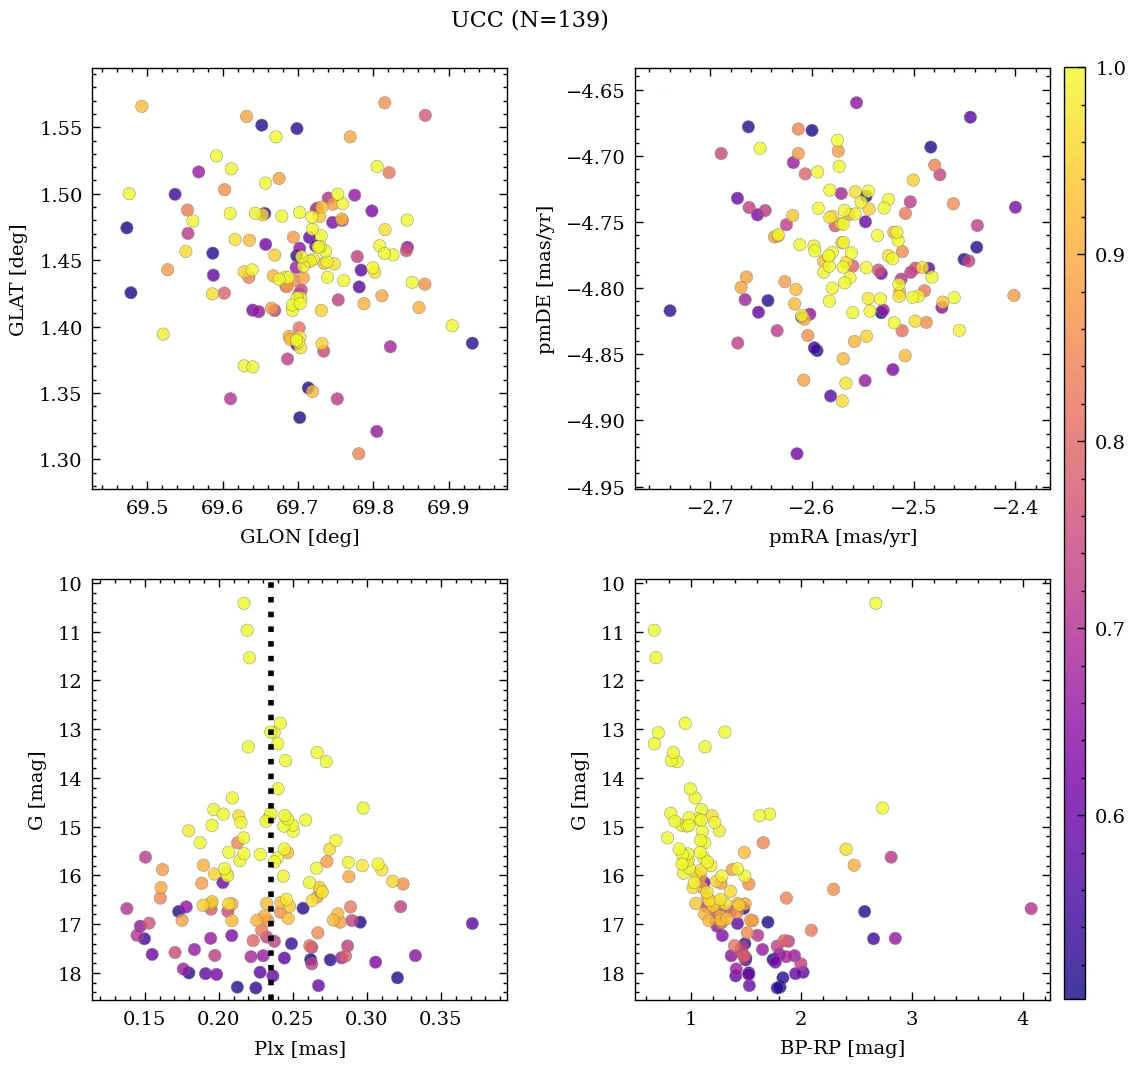 UCC (N=139)
1.55
1.50
1.45
1.40
1.35
1.30
GLAT [deg]
69.5 69.6 69.7 69.8 69.9
GLON [deg]
−4.65
−4.70
−4.75
−4.80
−4.85
−4.90
−4.95
pmDE [mas/yr]
−2.7 −2.6 −2.5 −2.4
pmRA [mas/yr]
1.0
0.9
0.8
0.7
0.6
10
11
12
13
14
15
16
17
18
G [mag]
0.15 0.20 0.25 0.30 0.35
Plx [mas]
10
11
12
13
14
15
16
17
18
G [mag]
1 2 3 4
BP-RP [mag]